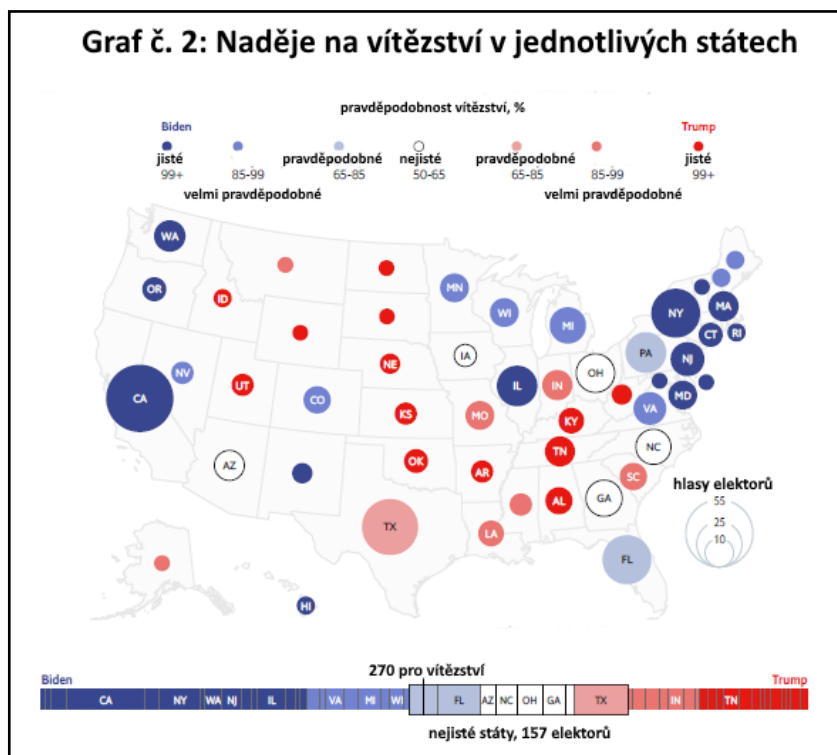 Graf č. 2: Naděje na vítězství v jednotlivých státech
pravděpodobnost vítězství, %
Biden Trump
jisté pravděpodobné nejisté pravděpodobné jisté
99+ 85-99 65-85 50-65 65-85 85-99 99+
velmi pravděpodobné velmi pravděpodobné
WA
OR
ID
MN
WI
MI
NY
MA
CT
RI
IA
PA
NJ
NE
OH
NV
UT
CO
CA
IL
IN
MD
KS
MO
VA
KY
NC
TN
AZ
OK
AR
SC
AL
GA
TX
LA
FL
HI
hlasy elektorů
55
25
10
Biden 270 pro vítězství Trump
CA NY WA NJ IL VA MI WI FL AZ NC OH GA TX IN TN
nejisté státy, 157 elektorů